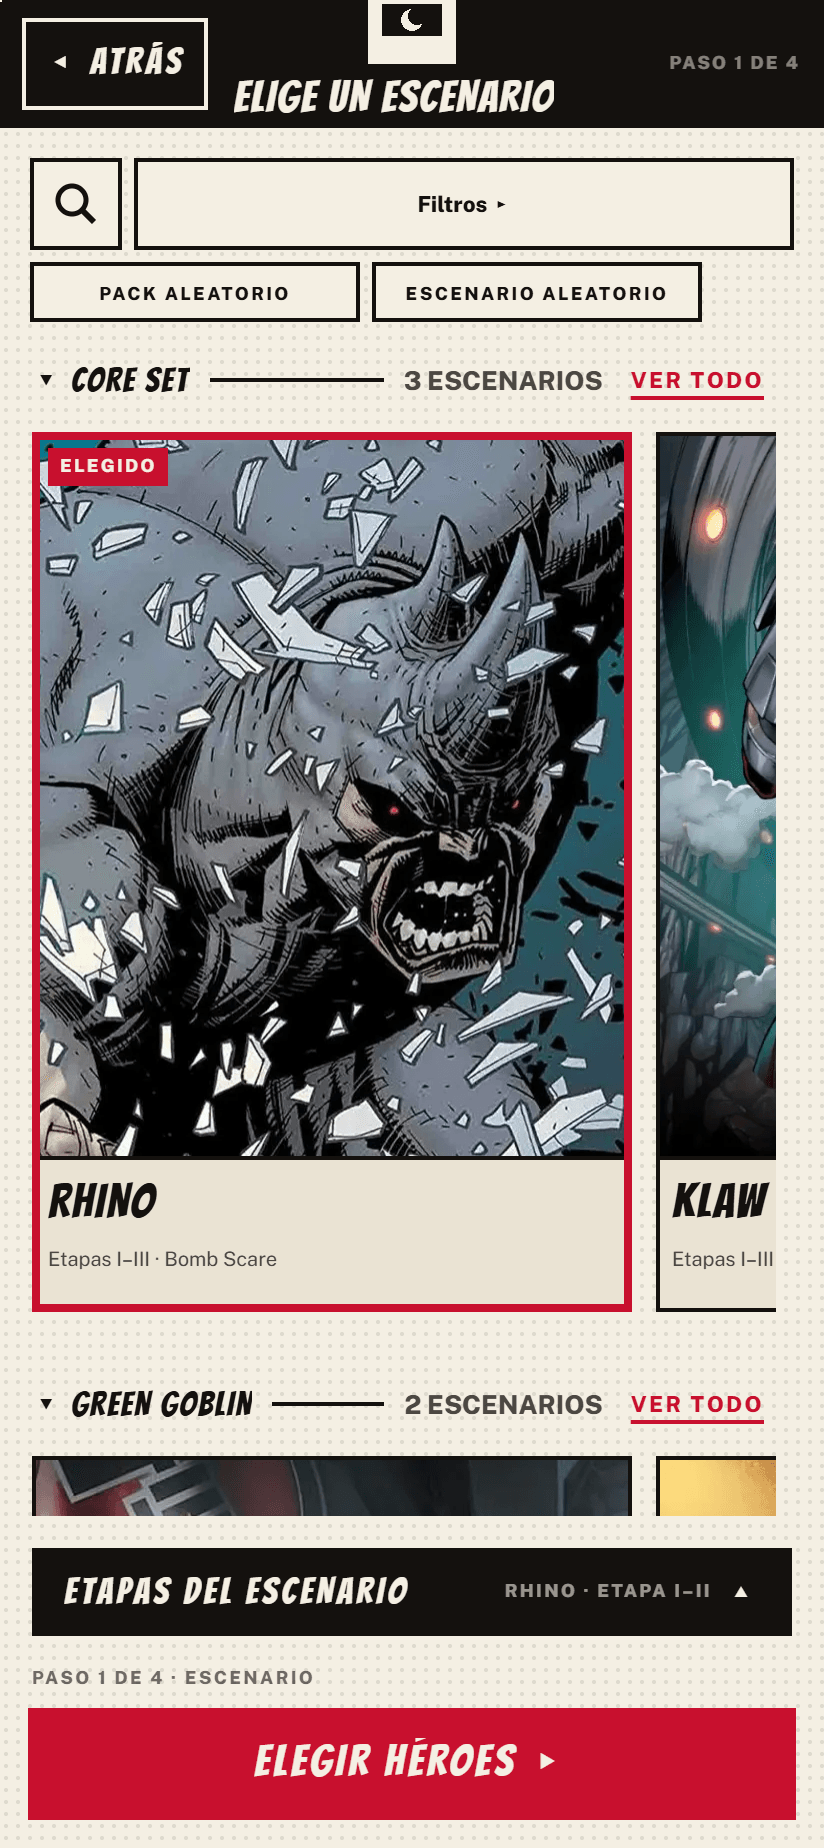 ATRÁS
ELIGE UN ESCENARIO
PASO 1 DE 4
Filtros
PACK ALEATORIO
ESCENARIO ALEATORIO
CORE SET
3 ESCENARIOS
VER TODO
ELEGIDO
RHINO
Etapas I–III · Bomb Scare
KLAW
Etapas I–III
GREEN GOBLIN
2 ESCENARIOS
VER TODO
ETAPAS DEL ESCENARIO
RHINO · ETAPA I–II
PASO 1 DE 4 · ESCENARIO
ELEGIR HÉROES